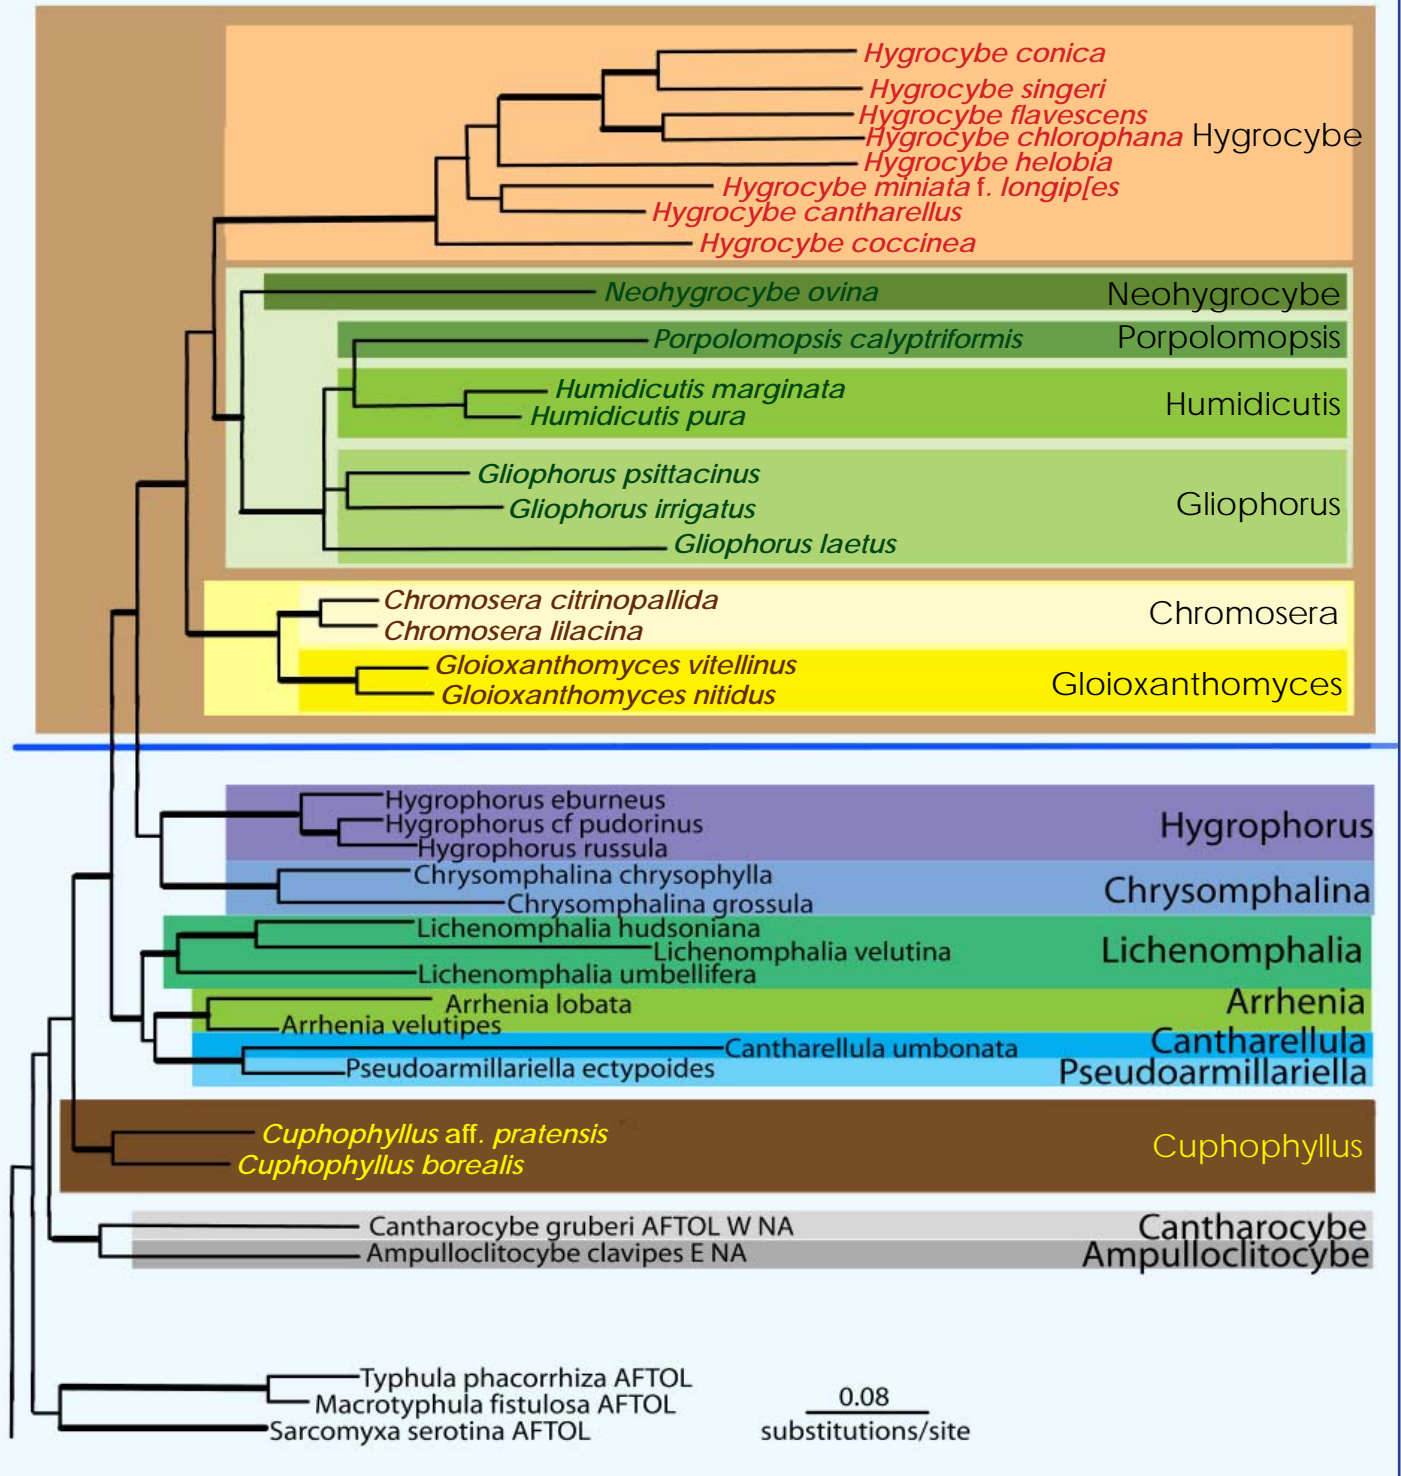 Hygrocybe conica
Hygrocybe singeri
Hygrocybe flavescens
Hygrocybe chlorophana Hygrocybe
Hygrocybe helobia
Hygrocybe miniata f. longip[es
Hygrocybe cantharellus
Hygrocybe coccinea
Neohygrocybe ovina Neohygrocybe
Porpolomopsis calyptriformis Porpolomopsis
Humidicutis marginata
Humidicutis
Humidicutis pura
Gliophorus psittacinus
Gliophorus
Gliophorus irrigatus
Gliophorus laetus
Chromosera citrinopallida
Chromosera
Chromosera lilacina
Gloioxanthomyces vitellinus
Gloioxanthomyces
Gloioxanthomyces nitidus
Hygrophorus eburneus
Hygrophorus cf pudorinus Hygrophorus
Hygrophorus russula
Chrysomphalina chrysophylla
Chrysomphalina
Chrysomphalina grossula
Lichenomphalia hudsoniana
Lichenomphalia velutina Lichenomphalia
Lichenomphalia umbellifera
Arrhenia lobata Arrhenia
Arrhenia velutipes
Cantharellula umbonata Cantharellula
Pseudoarmillariella ectypoides Pseudoarmillariella
Cuphophyllus aff. pratensis
Cuphophyllus
Cuphophyllus borealis
Cantharocybe gruberi AFTOL W NA Cantharocybe
Ampulloclitocybe clavipes E NA Ampulloclitocybe
Typhula phacorrhiza AFTOL
Macrotyphula fistulosa AFTOL
Sarcomyxa serotina AFTOL
0.08
substitutions/site